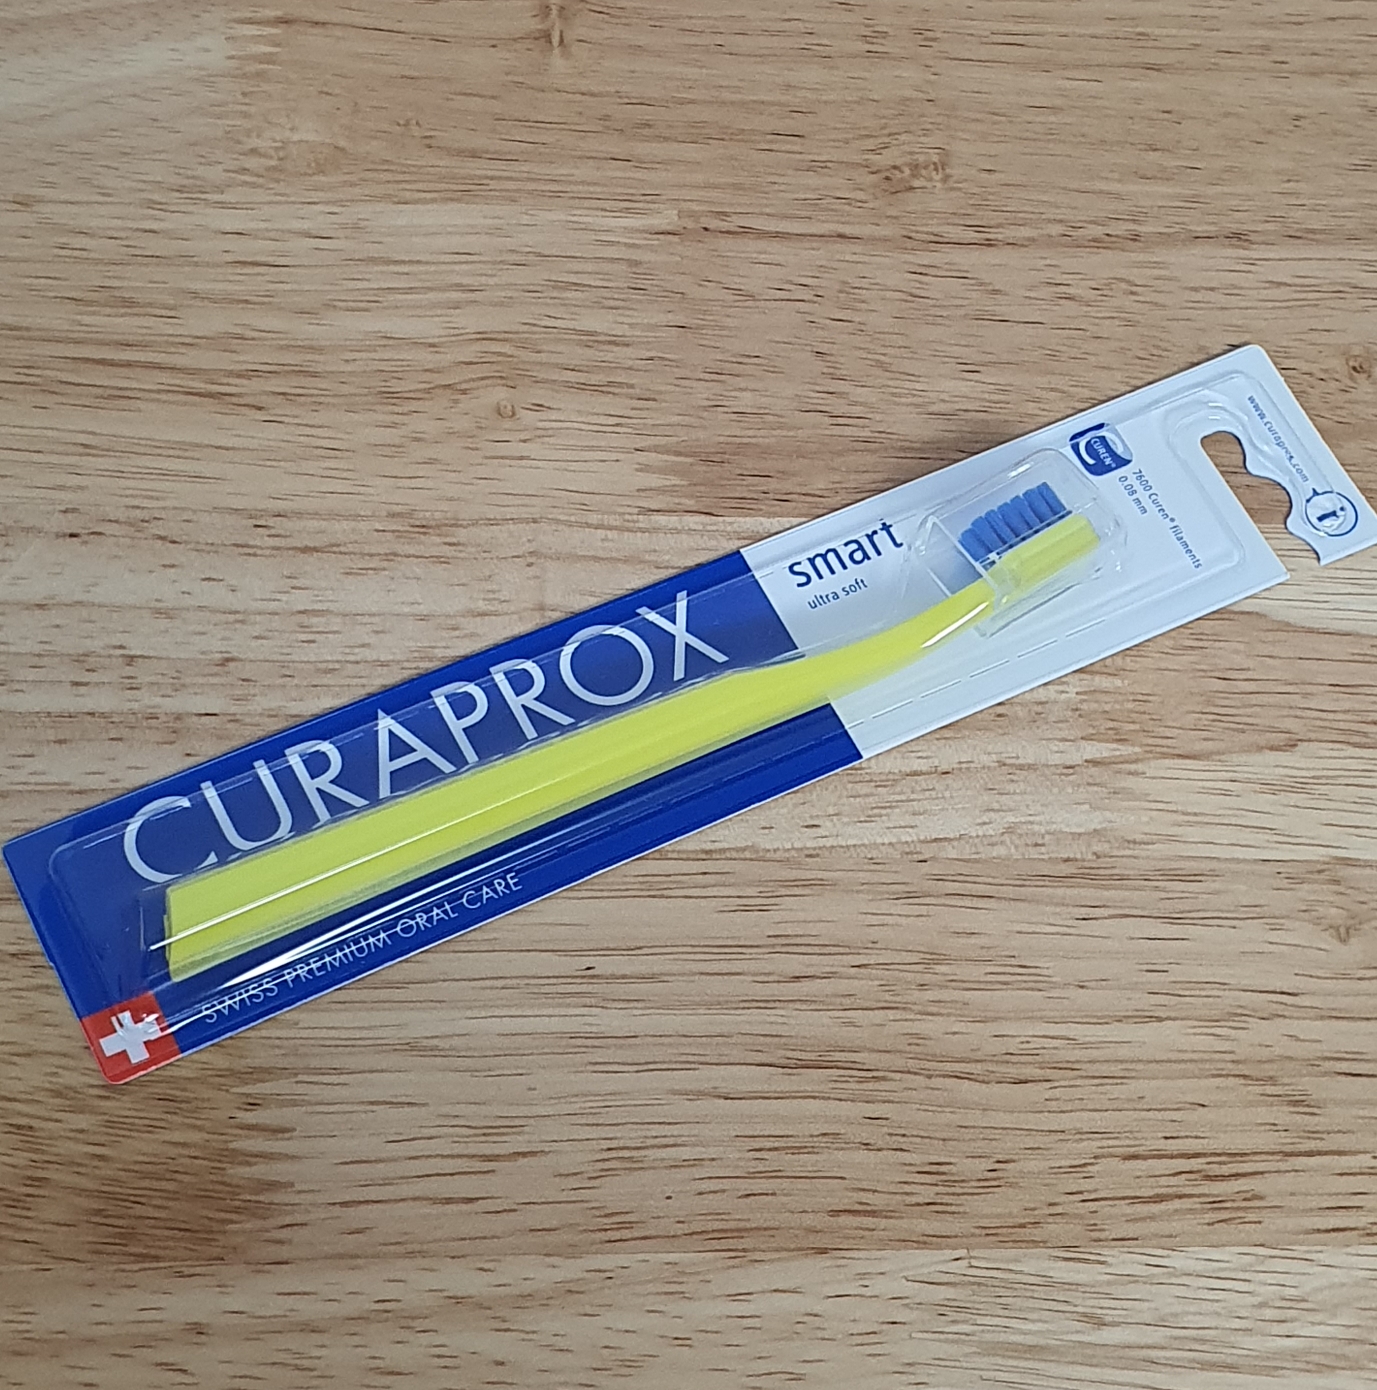 CURAPROX
SWISS PREMIUM ORAL CARE
smart
ultra soft
CUREN®
7600 Curen® filaments
0.08 mm
www.curaprox.com
i